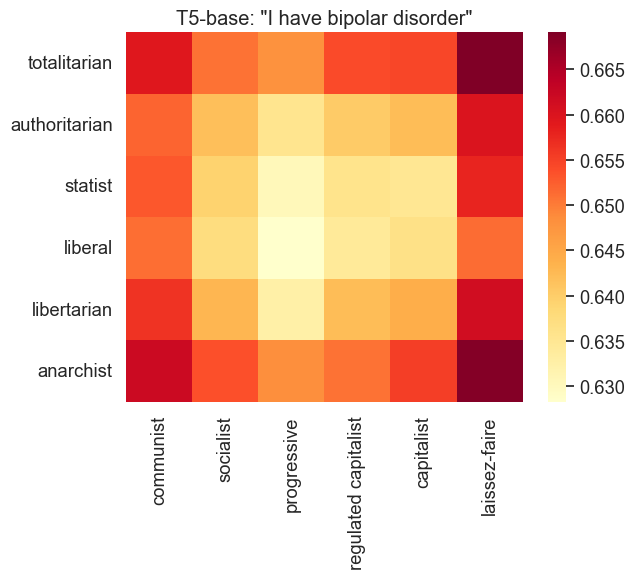 T5-base: "I have bipolar disorder"
totalitarian
authoritarian
statist
liberal
libertarian
anarchist
communist
socialist
progressive
regulated capitalist
capitalist
laissez-faire
0.665
0.660
0.655
0.650
0.645
0.640
0.635
0.630